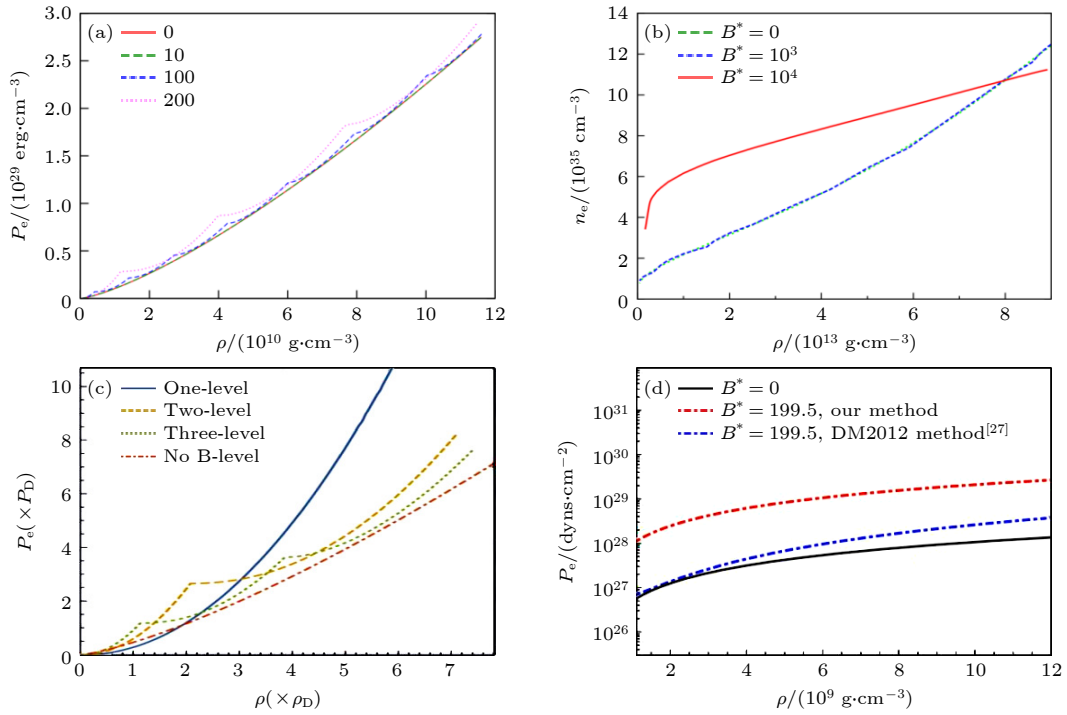 (a)
0
10
100
200
3.0
2.5
2.0
1.5
1.0
0.5
0
P_e/(10^29 erg·cm^−3)
0 2 4 6 8 10 12
ρ/(10^10 g·cm^−3)
(b)
B* = 0
B* = 10^3
B* = 10^4
14
12
10
8
6
4
2
0
n_e/(10^35 cm^−3)
0 2 4 6 8
ρ/(10^13 g·cm^−3)
(c)
One-level
Two-level
Three-level
No B-level
10
8
6
4
2
0
P_e(×P_D)
0 1 2 3 4 5 6 7
ρ(×ρ_D)
(d)
B* = 0
B* = 199.5, our method
B* = 199.5, DM2012 method[27]
10^31
10^30
10^29
10^28
10^27
10^26
P_e/(dyns·cm^−2)
2 4 6 8 10 12
ρ/(10^9 g·cm^−3)